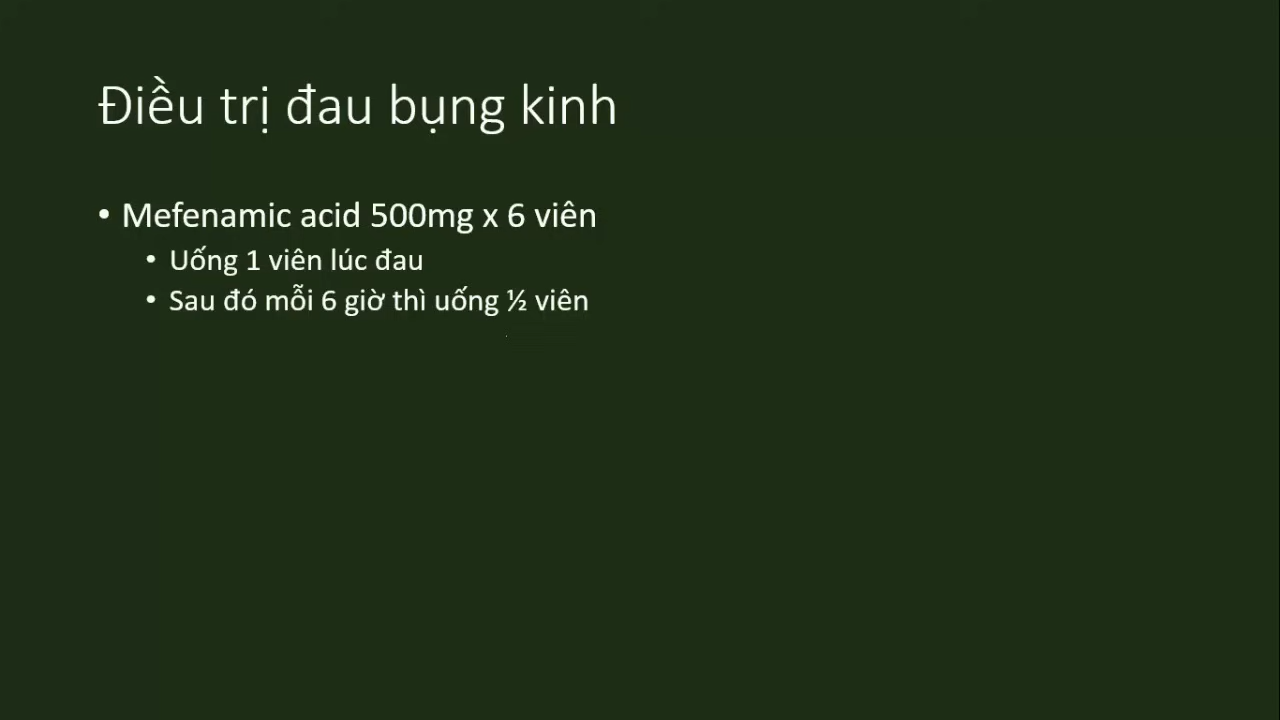 Điều trị đau bụng kinh
• Mefenamic acid 500mg x 6 viên
• Uống 1 viên lúc đau
• Sau đó mỗi 6 giờ thì uống ½ viên